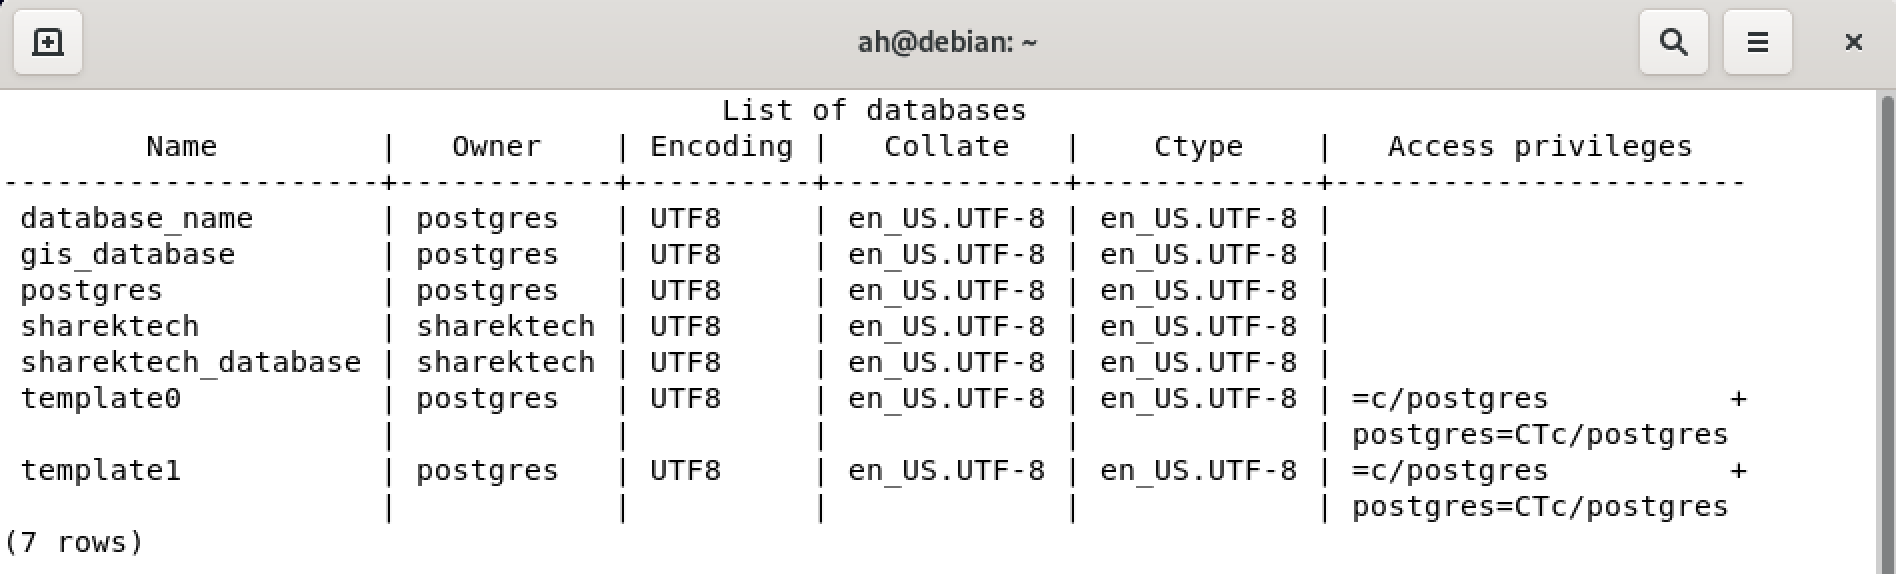 ah@debian: ~
List of databases
Name | Owner | Encoding | Collate | Ctype | Access privileges
---------------------+------------+----------+-------------+-------------+-----------------------
database_name | postgres | UTF8 | en_US.UTF-8 | en_US.UTF-8 |
gis_database | postgres | UTF8 | en_US.UTF-8 | en_US.UTF-8 |
postgres | postgres | UTF8 | en_US.UTF-8 | en_US.UTF-8 |
sharektech | sharektech | UTF8 | en_US.UTF-8 | en_US.UTF-8 |
sharektech_database | sharektech | UTF8 | en_US.UTF-8 | en_US.UTF-8 |
template0 | postgres | UTF8 | en_US.UTF-8 | en_US.UTF-8 | =c/postgres +
| | | | | postgres=CTc/postgres
template1 | postgres | UTF8 | en_US.UTF-8 | en_US.UTF-8 | =c/postgres +
| | | | | postgres=CTc/postgres
(7 rows)